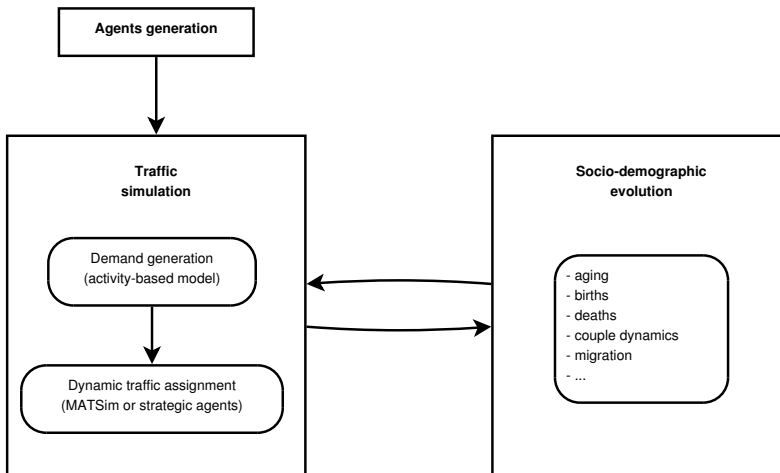 Agents generation
Traffic
simulation
Demand generation
(activity-based model)
Dynamic traffic assignment
(MATSim or strategic agents)
Socio-demographic
evolution
- aging
- births
- deaths
- couple dynamics
- migration
- ...